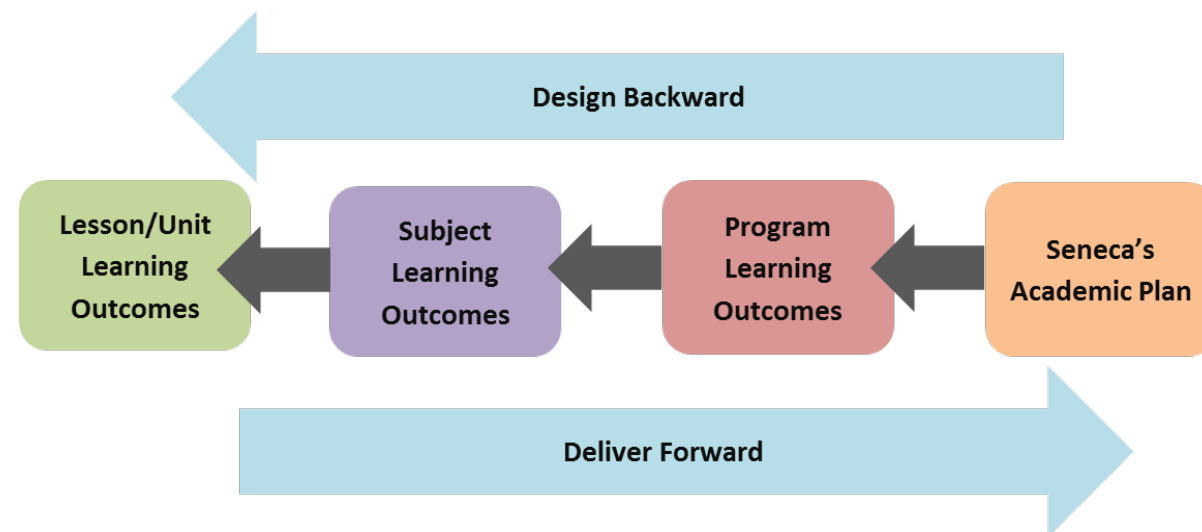 Design Backward
Lesson/Unit
Learning
Outcomes
Subject
Learning
Outcomes
Program
Learning
Outcomes
Seneca’s
Academic Plan
Deliver Forward